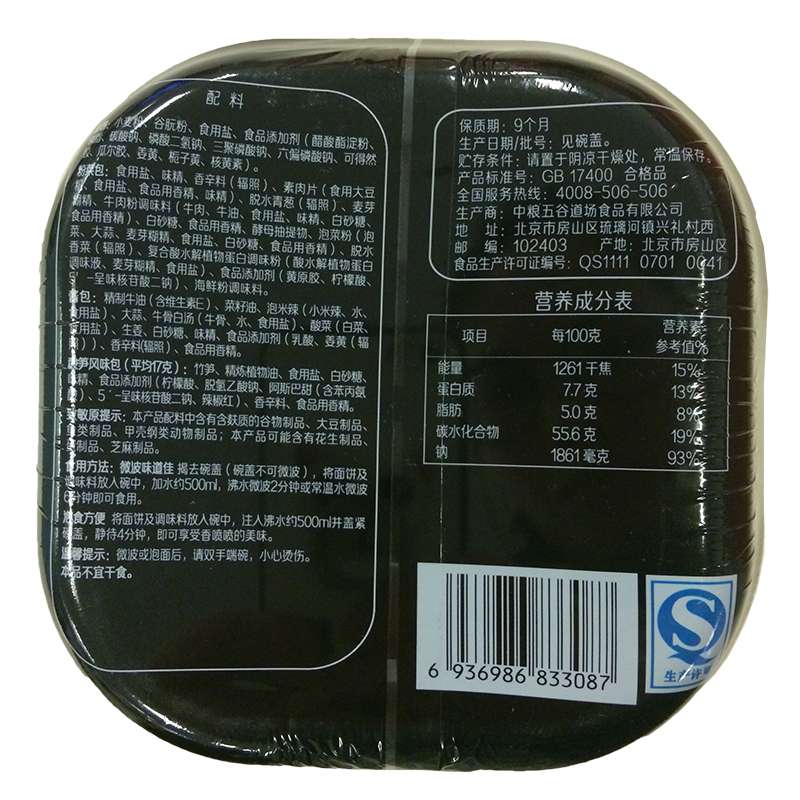 配 料
小麦粉、谷朊粉、食用盐、食品添加剂（醋酸酯淀粉、
碳酸钠、磷酸二氢钠、三聚磷酸钠、六偏磷酸钠、可得然
、瓜尔胶、姜黄、栀子黄、核黄素）。
粉菜包：食用盐、味精、香辛料（辐照）、素肉片（食用大豆
、食用盐、食品用香精、味精）、脱水青葱（辐照）、麦芽
糊精、牛肉粉调味料（牛肉、牛油、食用盐、味精、白砂糖、
食品用香精）、白砂糖、食品用香精、酵母抽提物、泡菜粉（泡
菜、大蒜、麦芽糊精、食用盐、白砂糖、食品用香精）、脱水
香菜（辐照）、复合酸水解植物蛋白调味粉（酸水解植物蛋白
调味液、麦芽糊精、食用盐）、食品添加剂（黄原胶、柠檬酸、
-呈味核苷酸二钠）、海鲜粉调味料。
酱包：精制牛油（含维生素E）、菜籽油、泡米辣（小米辣、水、
食用盐）、大蒜、牛骨白汤（牛骨、水、食用盐）、酸菜（白菜、
食用盐）、生姜、白砂糖、味精、食品添加剂（乳酸、姜黄（辐
照））、香辛料(辐照）、食品用香精。
酸笋风味包（平均17克）：竹笋、精炼植物油、食用盐、白砂糖、
味精、食品添加剂（柠檬酸、脱氢乙酸钠、阿斯巴甜（含苯丙氨
酸）、5´-呈味核苷酸二钠、辣椒红）、香辛料、食品用香精。
致敏原提示：本产品配料中含有含麸质的谷物制品、大豆制品、
类制品、甲壳纲类动物制品；本产品可能含有花生制品、
制品、芝麻制品。
食用方法：微波味道佳 揭去碗盖（碗盖不可微波），将面饼及
调味料放入碗中，加水约500ml，沸水微波2分钟或常温水微波
6分钟即可食用。
泡食方便 将面饼及调味料放入碗中，注入沸水约500ml并盖紧
碗盖，静待4分钟，即可享受香喷喷的美味。
温馨提示：微波或泡面后，请双手端碗，小心烫伤。
本品不宜干食。
保质期：9个月
生产日期/批号：见碗盖。
贮存条件：请置于阴凉干燥处，常温保存。
产品标准号：GB 17400 合格品
全国服务热线：4008-506-506
生产商：中粮五谷道场食品有限公司
地 址：北京市房山区琉璃河镇兴礼村西
邮 编：102403 产地：北京市房山区
食品生产许可证编号：QS1111 0701 0041
营养成分表
项目 每100克 营养素参考值%
能量 1261千焦 15%
蛋白质 7.7克 13%
脂肪 5.0克 8%
碳水化合物 55.6克 19%
钠 1861毫克 93%
6 936986 833087
生产许